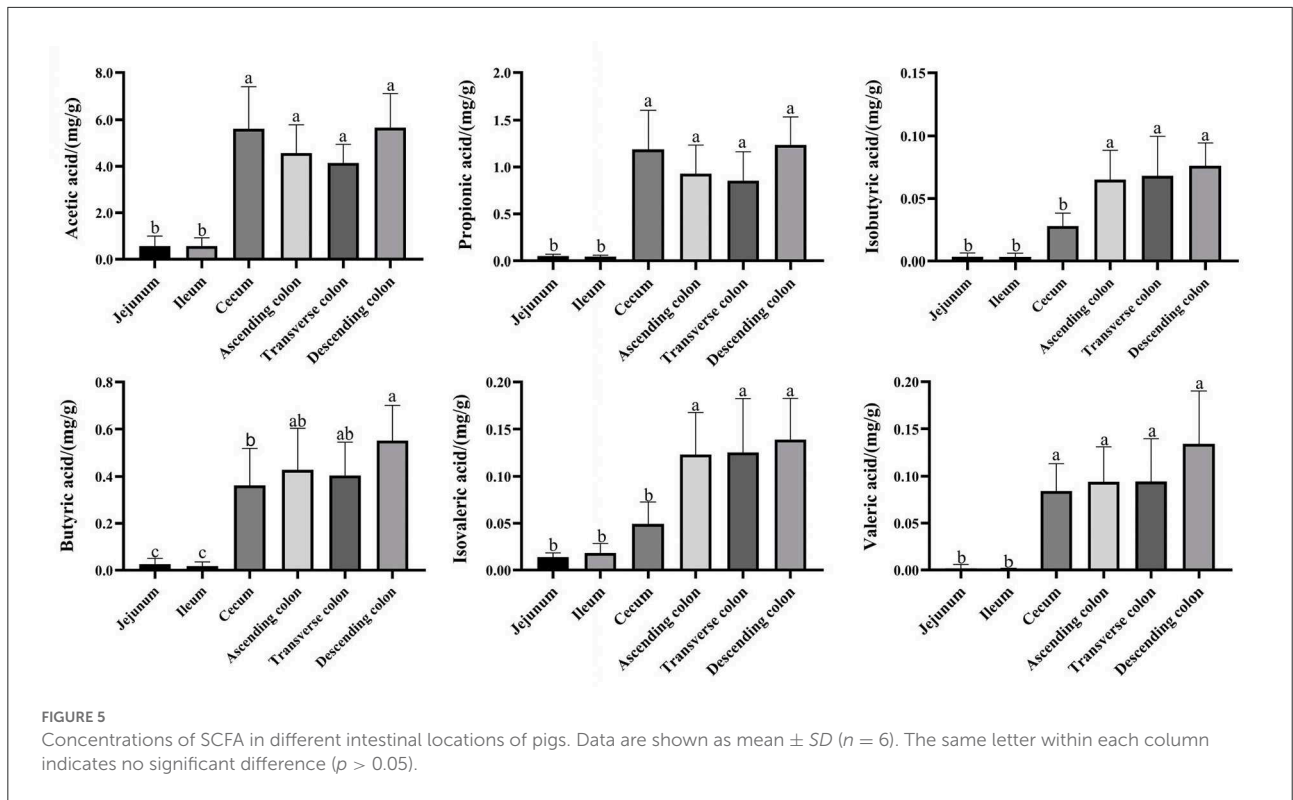 Acetic acid/(mg/g)
8.0
6.0
4.0
2.0
0.0
b
b
a
a
a
a
Jejunum
Ileum
Cecum
Ascending colon
Transverse colon
Descending colon
Propionic acid/(mg/g)
2.0
1.5
1.0
0.5
0.0
b
b
a
a
a
a
Jejunum
Ileum
Cecum
Ascending colon
Transverse colon
Descending colon
Isobutyric acid/(mg/g)
0.15
0.10
0.05
0.00
b
b
b
a
a
a
Jejunum
Ileum
Cecum
Ascending colon
Transverse colon
Descending colon
Butyric acid/(mg/g)
0.8
0.6
0.4
0.2
0.0
c
c
b
ab
ab
a
Jejunum
Ileum
Cecum
Ascending colon
Transverse colon
Descending colon
Isovaleric acid/(mg/g)
0.20
0.15
0.10
0.05
0.00
b
b
b
a
a
a
Jejunum
Ileum
Cecum
Ascending colon
Transverse colon
Descending colon
Valeric acid/(mg/g)
0.20
0.15
0.10
0.05
0.00
b
b
a
a
a
a
Jejunum
Ileum
Cecum
Ascending colon
Transverse colon
Descending colon
FIGURE 5
Concentrations of SCFA in different intestinal locations of pigs. Data are shown as mean ± SD (n = 6). The same letter within each column
indicates no significant difference (p > 0.05).